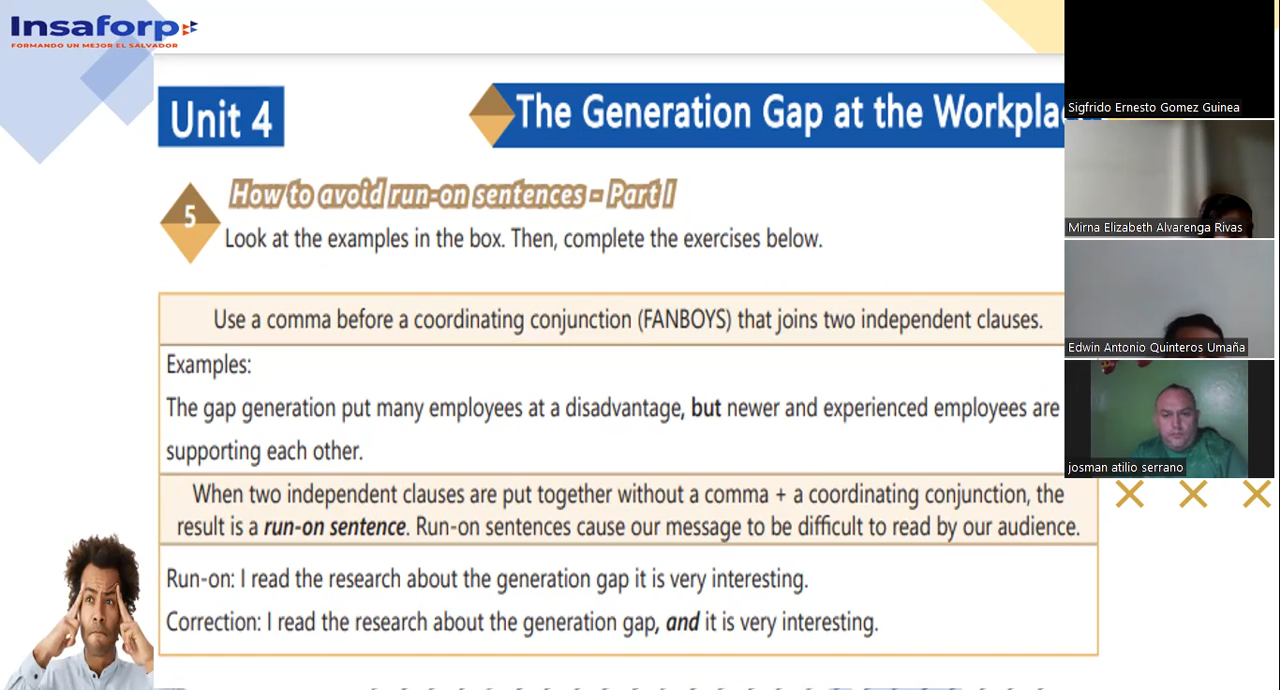 Insaforp
FORMANDO UN MEJOR EL SALVADOR
Unit 4
The Generation Gap at the Workpla
5
How to avoid run-on sentences - Part I
Look at the examples in the box. Then, complete the exercises below.
Use a comma before a coordinating conjunction (FANBOYS) that joins two independent clauses.
Examples:
The gap generation put many employees at a disadvantage, but newer and experienced employees are
supporting each other.
When two independent clauses are put together without a comma + a coordinating conjunction, the
result is a run-on sentence. Run-on sentences cause our message to be difficult to read by our audience.
Run-on: I read the research about the generation gap it is very interesting.
Correction: I read the research about the generation gap, and it is very interesting.
Sigfrido Ernesto Gomez Guinea
Mirna Elizabeth Alvarenga Rivas
Edwin Antonio Quinteros Umaña
josman atilio serrano